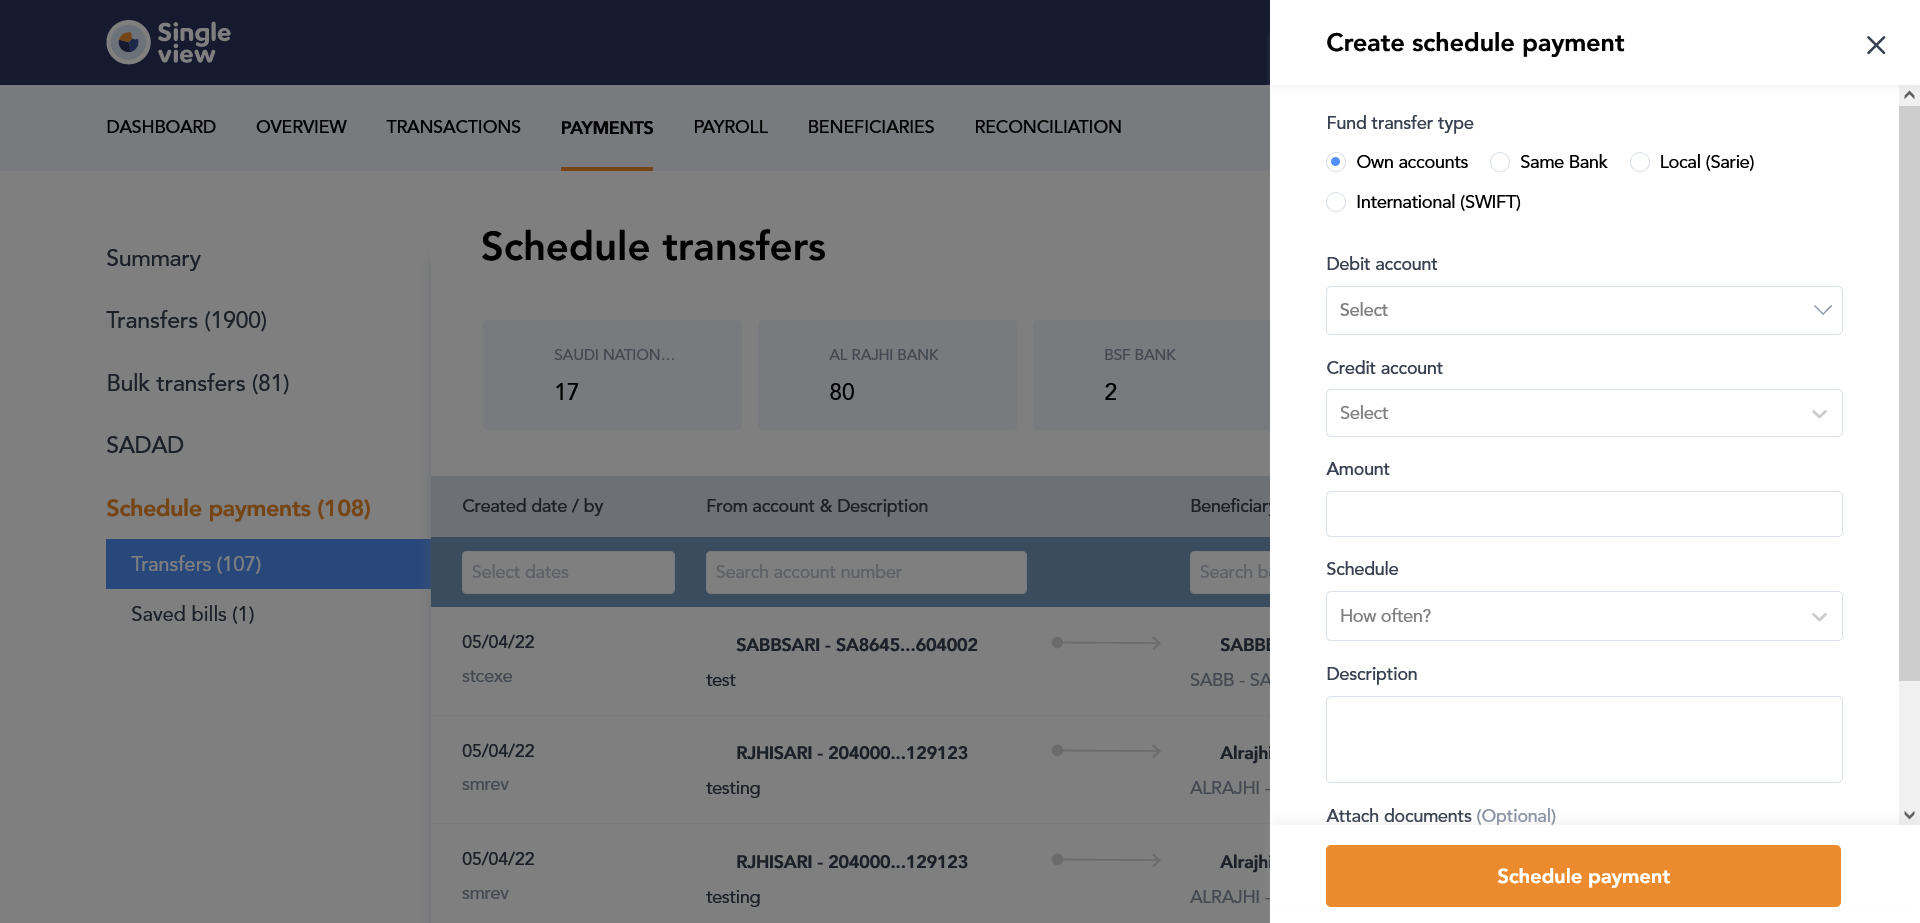 Single
view
DASHBOARD OVERVIEW TRANSACTIONS PAYMENTS PAYROLL BENEFICIARIES RECONCILIATION
Summary
Transfers (1900)
Bulk transfers (81)
SADAD
Schedule payments (108)
Transfers (107)
Saved bills (1)
Schedule transfers
SAUDI NATION... AL RAJHI BANK BSF BANK
17 80 2
Created date / by From account & Description Beneficiary
Select dates Search account number Search
05/04/22 SABBSARI - SA8645...604002
stcexe test SABB -
05/04/22 RJHISARI - 204000...129123 Alrajhi
smrev testing ALRAJHI -
05/04/22 RJHISARI - 204000...129123 Alrajhi
smrev testing ALRAJHI -
Create schedule payment
Fund transfer type
Own accounts Same Bank Local (Sarie)
International (SWIFT)
Debit account
Select
Credit account
Select
Amount
Schedule
How often?
Description
Attach documents (Optional)
Schedule payment